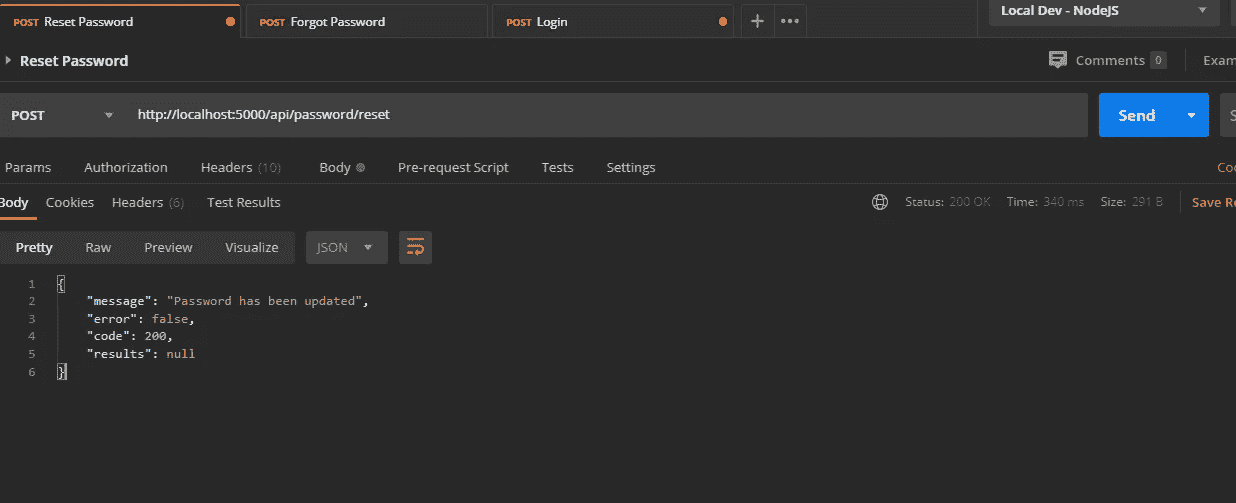 POST Reset Password POST Forgot Password POST Login Local Dev - NodeJS
Reset Password Comments 0 Exam
POST http://localhost:5000/api/password/reset Send S
Params Authorization Headers (10) Body Pre-request Script Tests Settings Coo
Body Cookies Headers (6) Test Results Status: 200 OK Time: 340 ms Size: 291 B Save Re
Pretty Raw Preview Visualize JSON
1 {
2 "message": "Password has been updated",
3 "error": false,
4 "code": 200,
5 "results": null
6 }